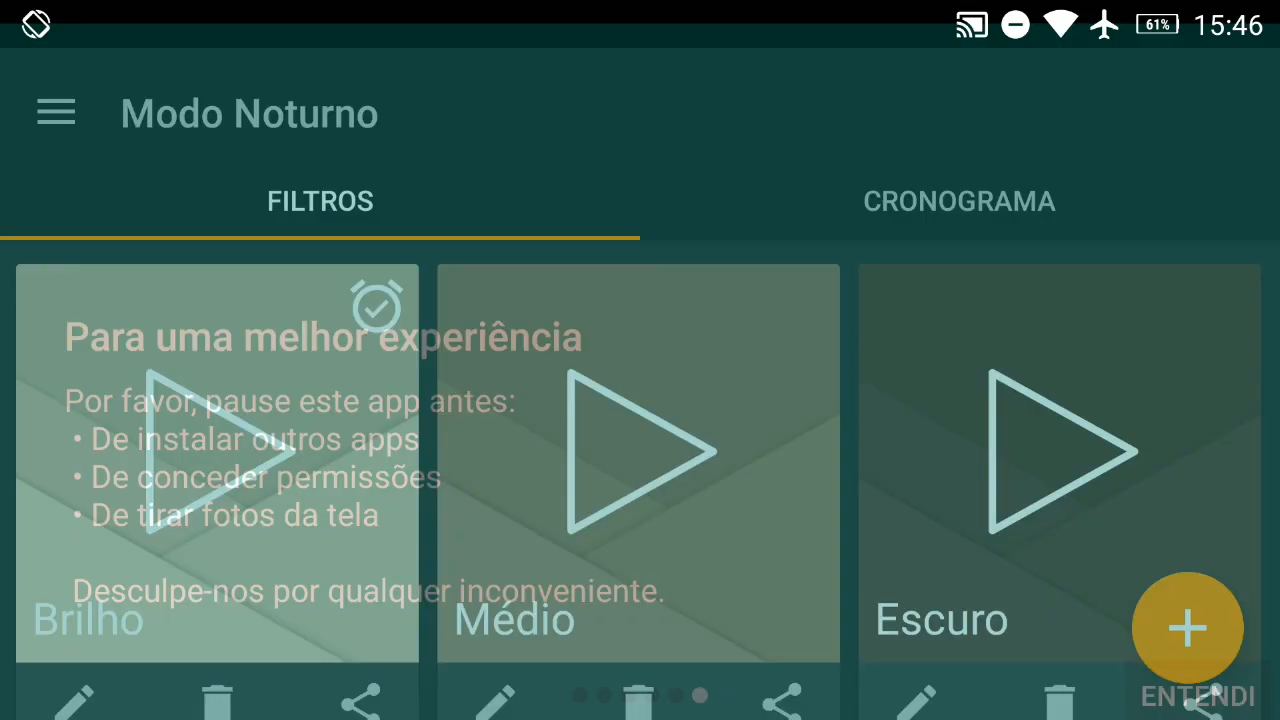 61% 15:46
Modo Noturno
FILTROS CRONOGRAMA
Para uma melhor experiência
Por favor, pause este app antes:
• De instalar outros apps
• De conceder permissões
• De tirar fotos da tela
Desculpe-nos por qualquer inconveniente.
Brilho Médio Escuro
ENTENDI